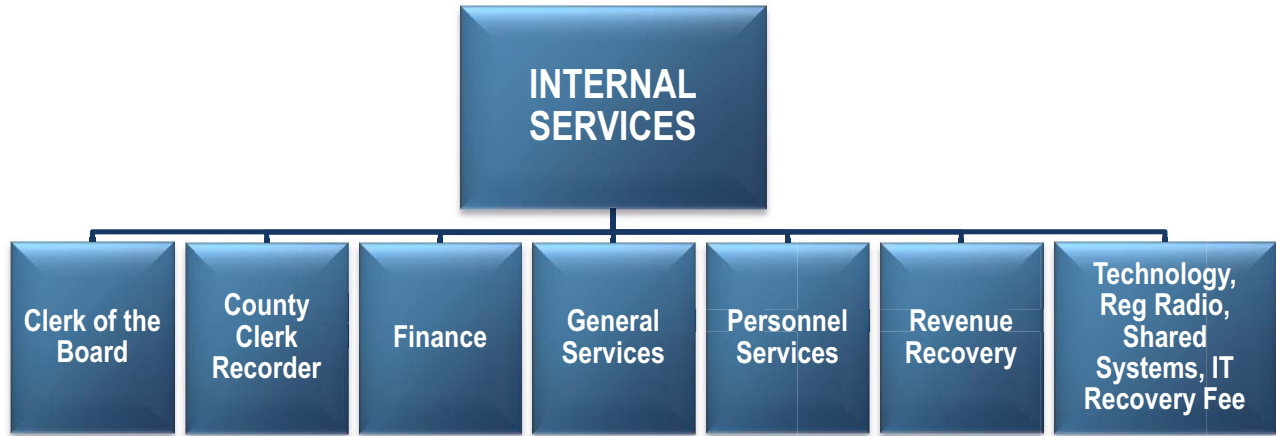 INTERNAL
SERVICES
Clerk of the
Board
County
Clerk
Recorder
Finance
General
Services
Personnel
Services
Revenue
Recovery
Technology,
Reg Radio,
Shared
Systems, IT
Recovery Fee